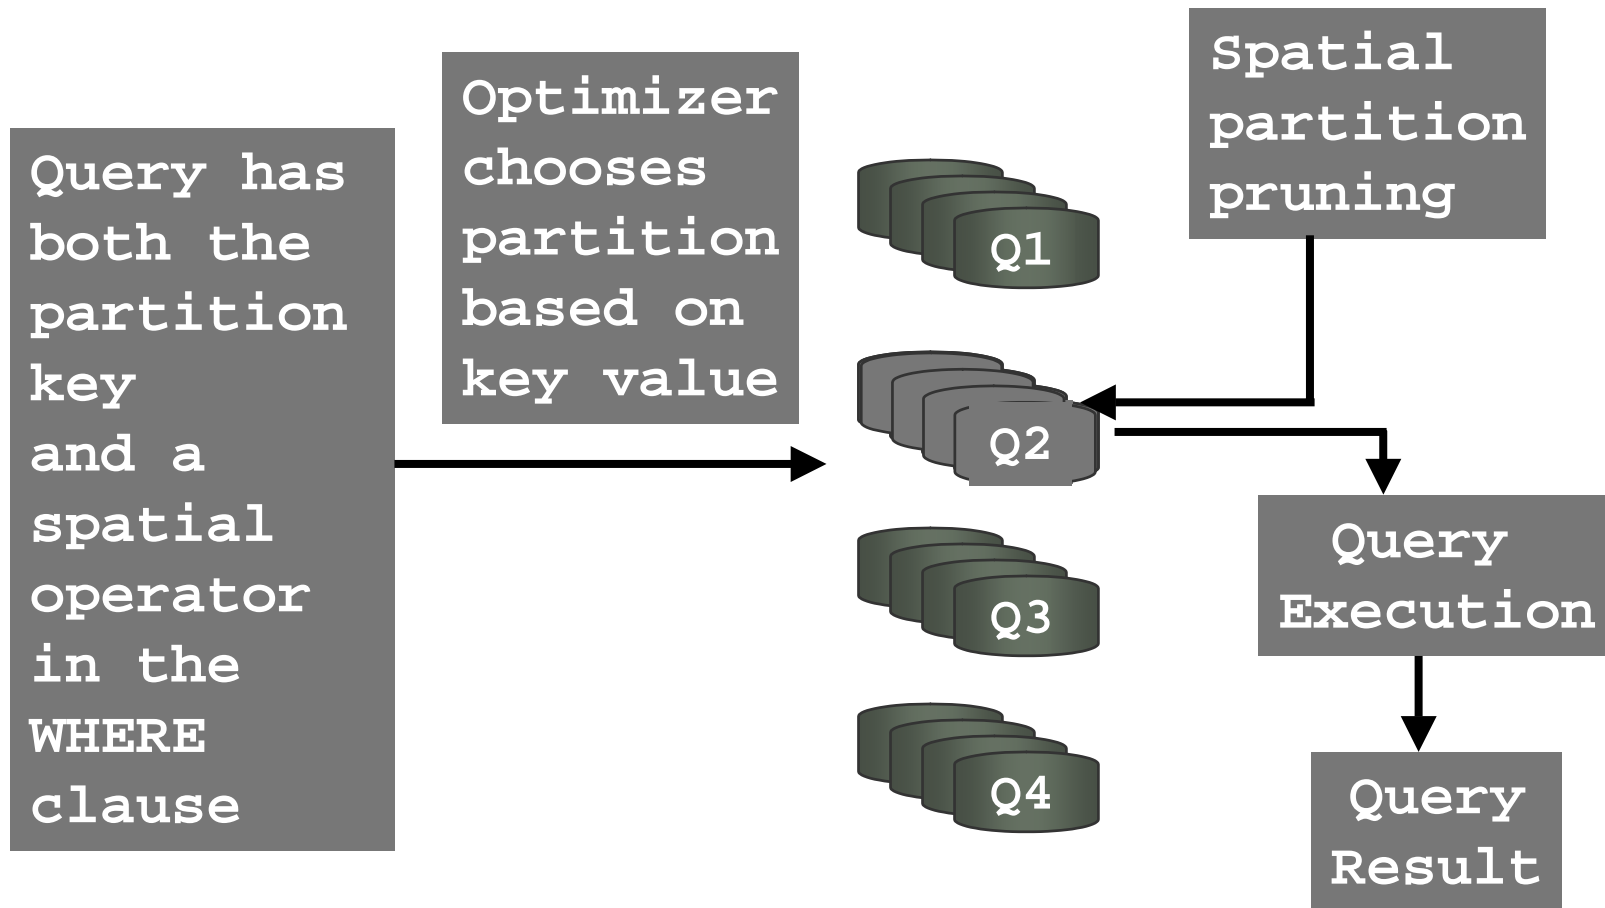 Query has
both the
partition
key
and a
spatial
operator
in the
WHERE
clause
Optimizer
chooses
partition
based on
key value
Q1
Q2
Q3
Q4
Spatial
partition
pruning
Query
Execution
Query
Result